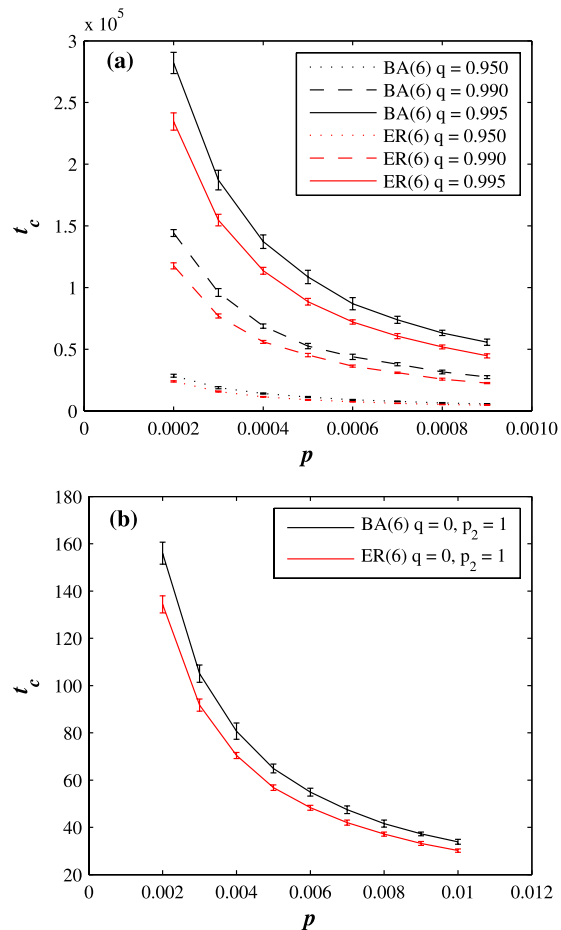 x 10^5
3
(a)
BA(6) q = 0.950
BA(6) q = 0.990
BA(6) q = 0.995
ER(6) q = 0.950
ER(6) q = 0.990
ER(6) q = 0.995
2.5
2
1.5
1
0.5
0
t_c
0.0002 0.0004 0.0006 0.0008 0.0010
p
180
(b)
BA(6) q = 0, p_2 = 1
ER(6) q = 0, p_2 = 1
160
140
120
100
80
60
40
20
t_c
0 0.002 0.004 0.006 0.008 0.01 0.012
p